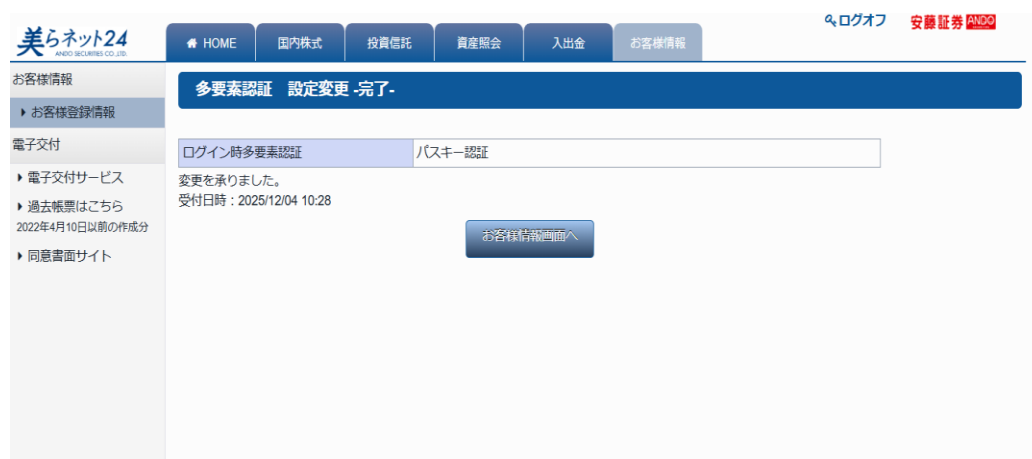 美らネット24
ANDO SECURITIES CO.,LTD.
HOME
国内株式
投資信託
資産照会
入出金
お客様情報
ログオフ
安藤証券 ANDO
お客様情報
お客様登録情報
電子交付
電子交付サービス
過去帳票はこちら
2022年4月10日以前の作成分
同意書面サイト
多要素認証 設定変更 -完了-
ログイン時多要素認証 パスキー認証
変更を承りました。
受付日時：2025/12/04 10:28
お客様情報画面へ